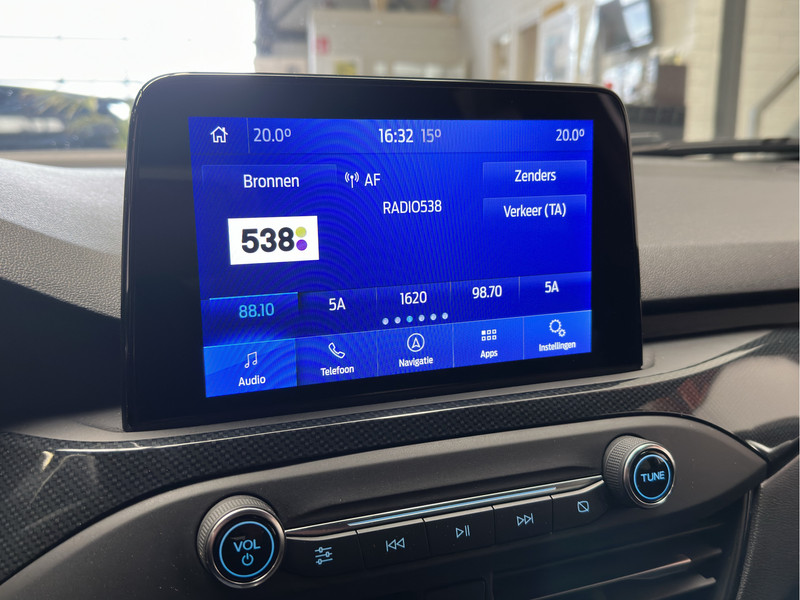 20.0° 16:32 15° 20.0°
Bronnen AF Zenders
RADIO538 Verkeer (TA)
538
88.10 5A 1620 98.70 5A
Audio Telefoon Navigatie Apps Instellingen
VOL TUNE